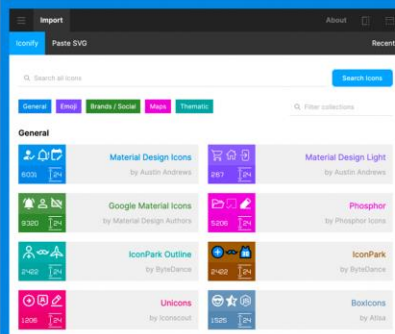 Import
About
Iconify
Paste SVG
Recent
Search all icons
Search Icons
General
Emoji
Brands / Social
Maps
Thematic
Filter collections
General
Material Design Icons
by Austin Andrews
6031
24
Material Design Light
by Austin Andrews
267
24
Google Material Icons
by Material Design Authors
9320
24
Phosphor
by Phosphor Icons
5206
24
IconPark Outline
by ByteDance
2422
24
IconPark
by ByteDance
2422
24
Unicons
by Iconscout
1206
24
BoxIcons
by Atisa
1525
24